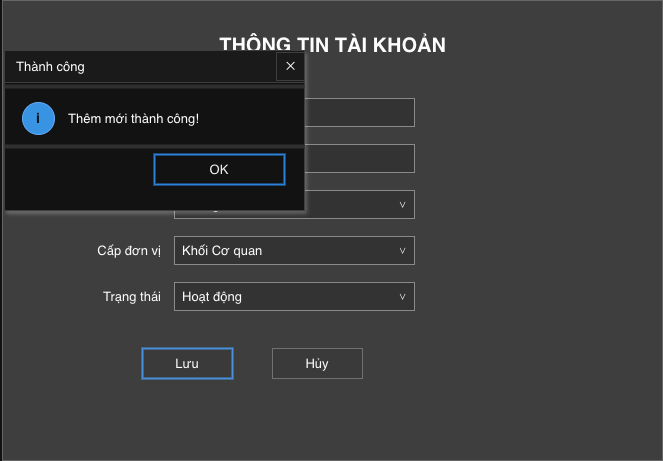 THÔNG TIN TÀI KHOẢN
Thành công
Thêm mới thành công!
OK
Cấp đơn vị
Khối Cơ quan
Trạng thái
Hoạt động
Lưu
Hủy